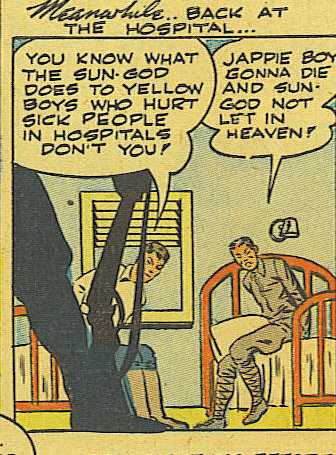 Meanwhile.. BACK AT
THE HOSPITAL...
YOU KNOW WHAT
THE SUN-GOD
DOES TO YELLOW
BOYS WHO HURT
SICK PEOPLE
IN HOSPITALS
DON'T YOU?
JAPPIE BOY
GONNA DIE
AND SUN-
GOD NOT
LET IN
HEAVEN!